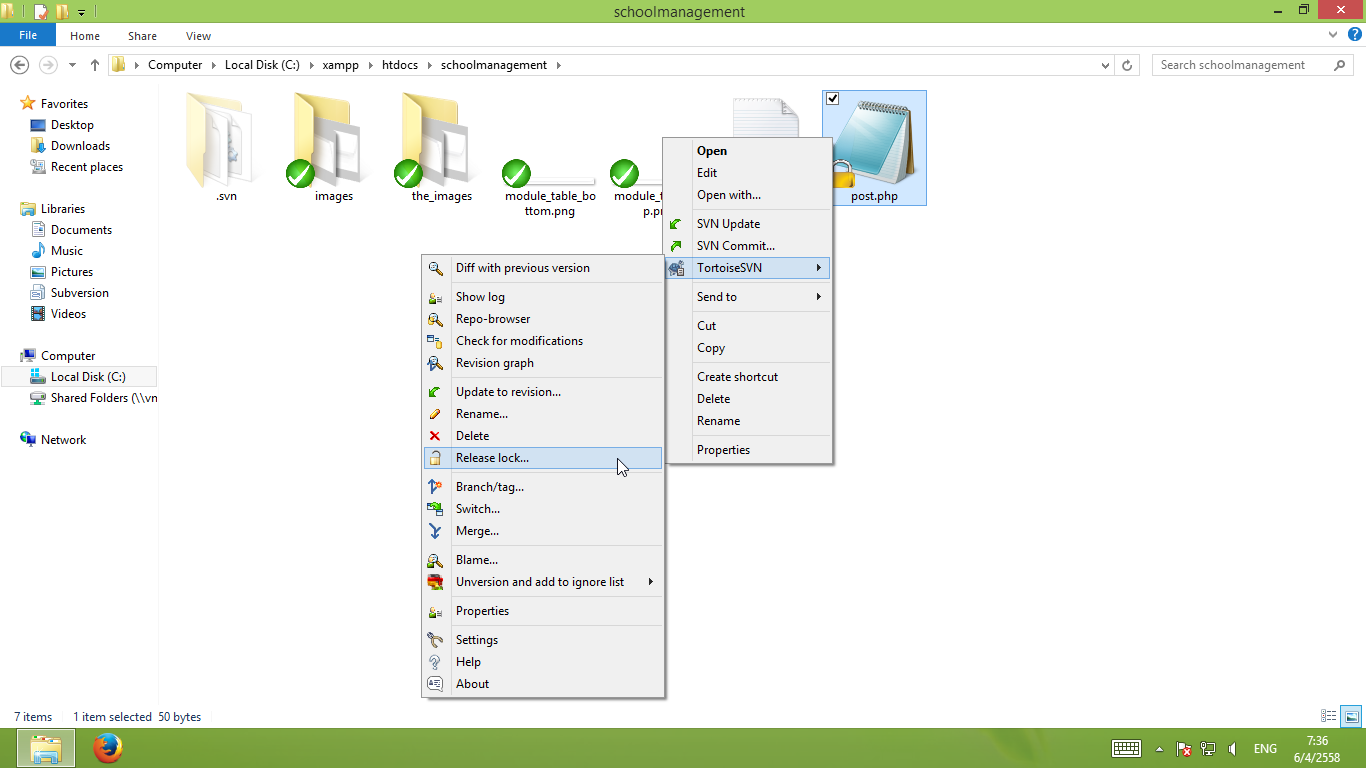 schoolmanagement
File
Home
Share
View
Computer
Local Disk (C:)
xampp
htdocs
schoolmanagement
Search schoolmanagement
Favorites
Desktop
Downloads
Recent places
Libraries
Documents
Music
Pictures
Subversion
Videos
Computer
Local Disk (C:)
Shared Folders (\\vn
Network
.svn
images
the_images
module_table_bo
ttom.png
module_t
p.pr
post.php
Open
Edit
Open with...
SVN Update
SVN Commit...
TortoiseSVN
Send to
Cut
Copy
Create shortcut
Delete
Rename
Properties
Diff with previous version
Show log
Repo-browser
Check for modifications
Revision graph
Update to revision...
Rename...
Delete
Release lock...
Branch/tag...
Switch...
Merge...
Blame...
Unversion and add to ignore list
Properties
Settings
Help
About
7 items
1 item selected 50 bytes
ENG
7:36
6/4/2558